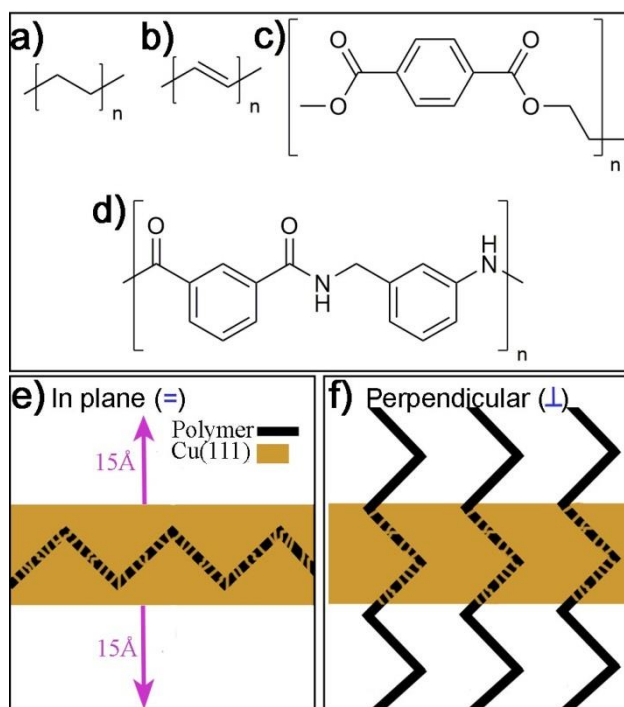 a)
b)
c)
n
n
O
O
O
O
n
d)
O
O
N
H
H
N
n
e) In plane (=)
f) Perpendicular (⊥)
Polymer
Cu(111)
15Å
15Å